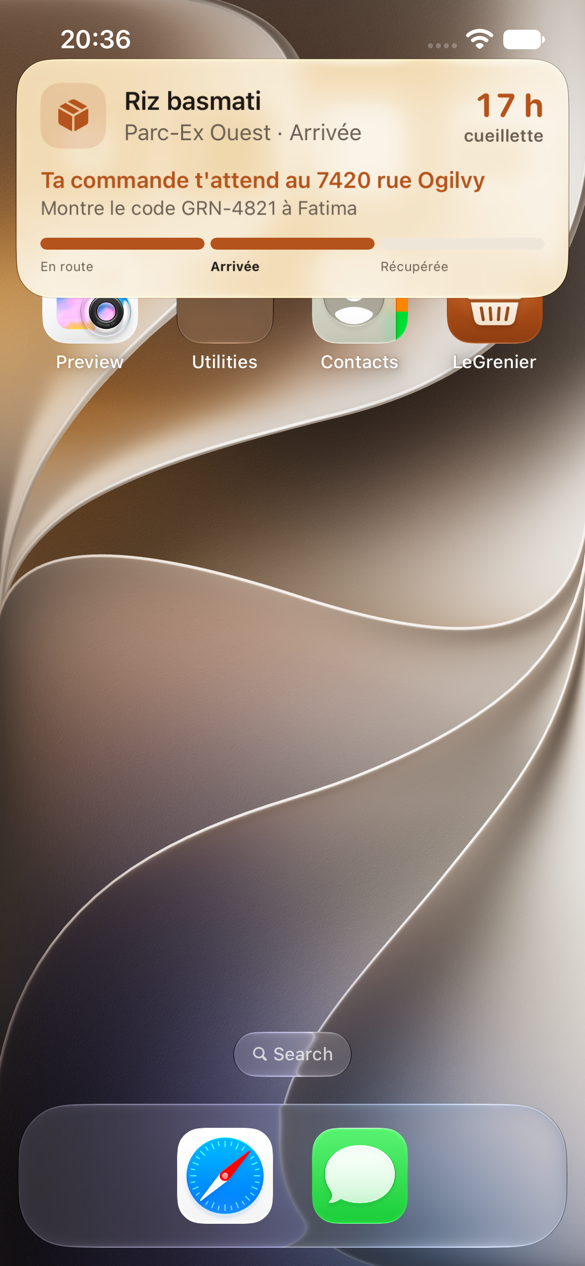 20:36
Riz basmati
Parc-Ex Ouest · Arrivée
17 h
cueillette
Ta commande t'attend au 7420 rue Ogilvy
Montre le code GRN-4821 à Fatima
En route
Arrivée
Récupérée
Preview
Utilities
Contacts
LeGrenier
Search